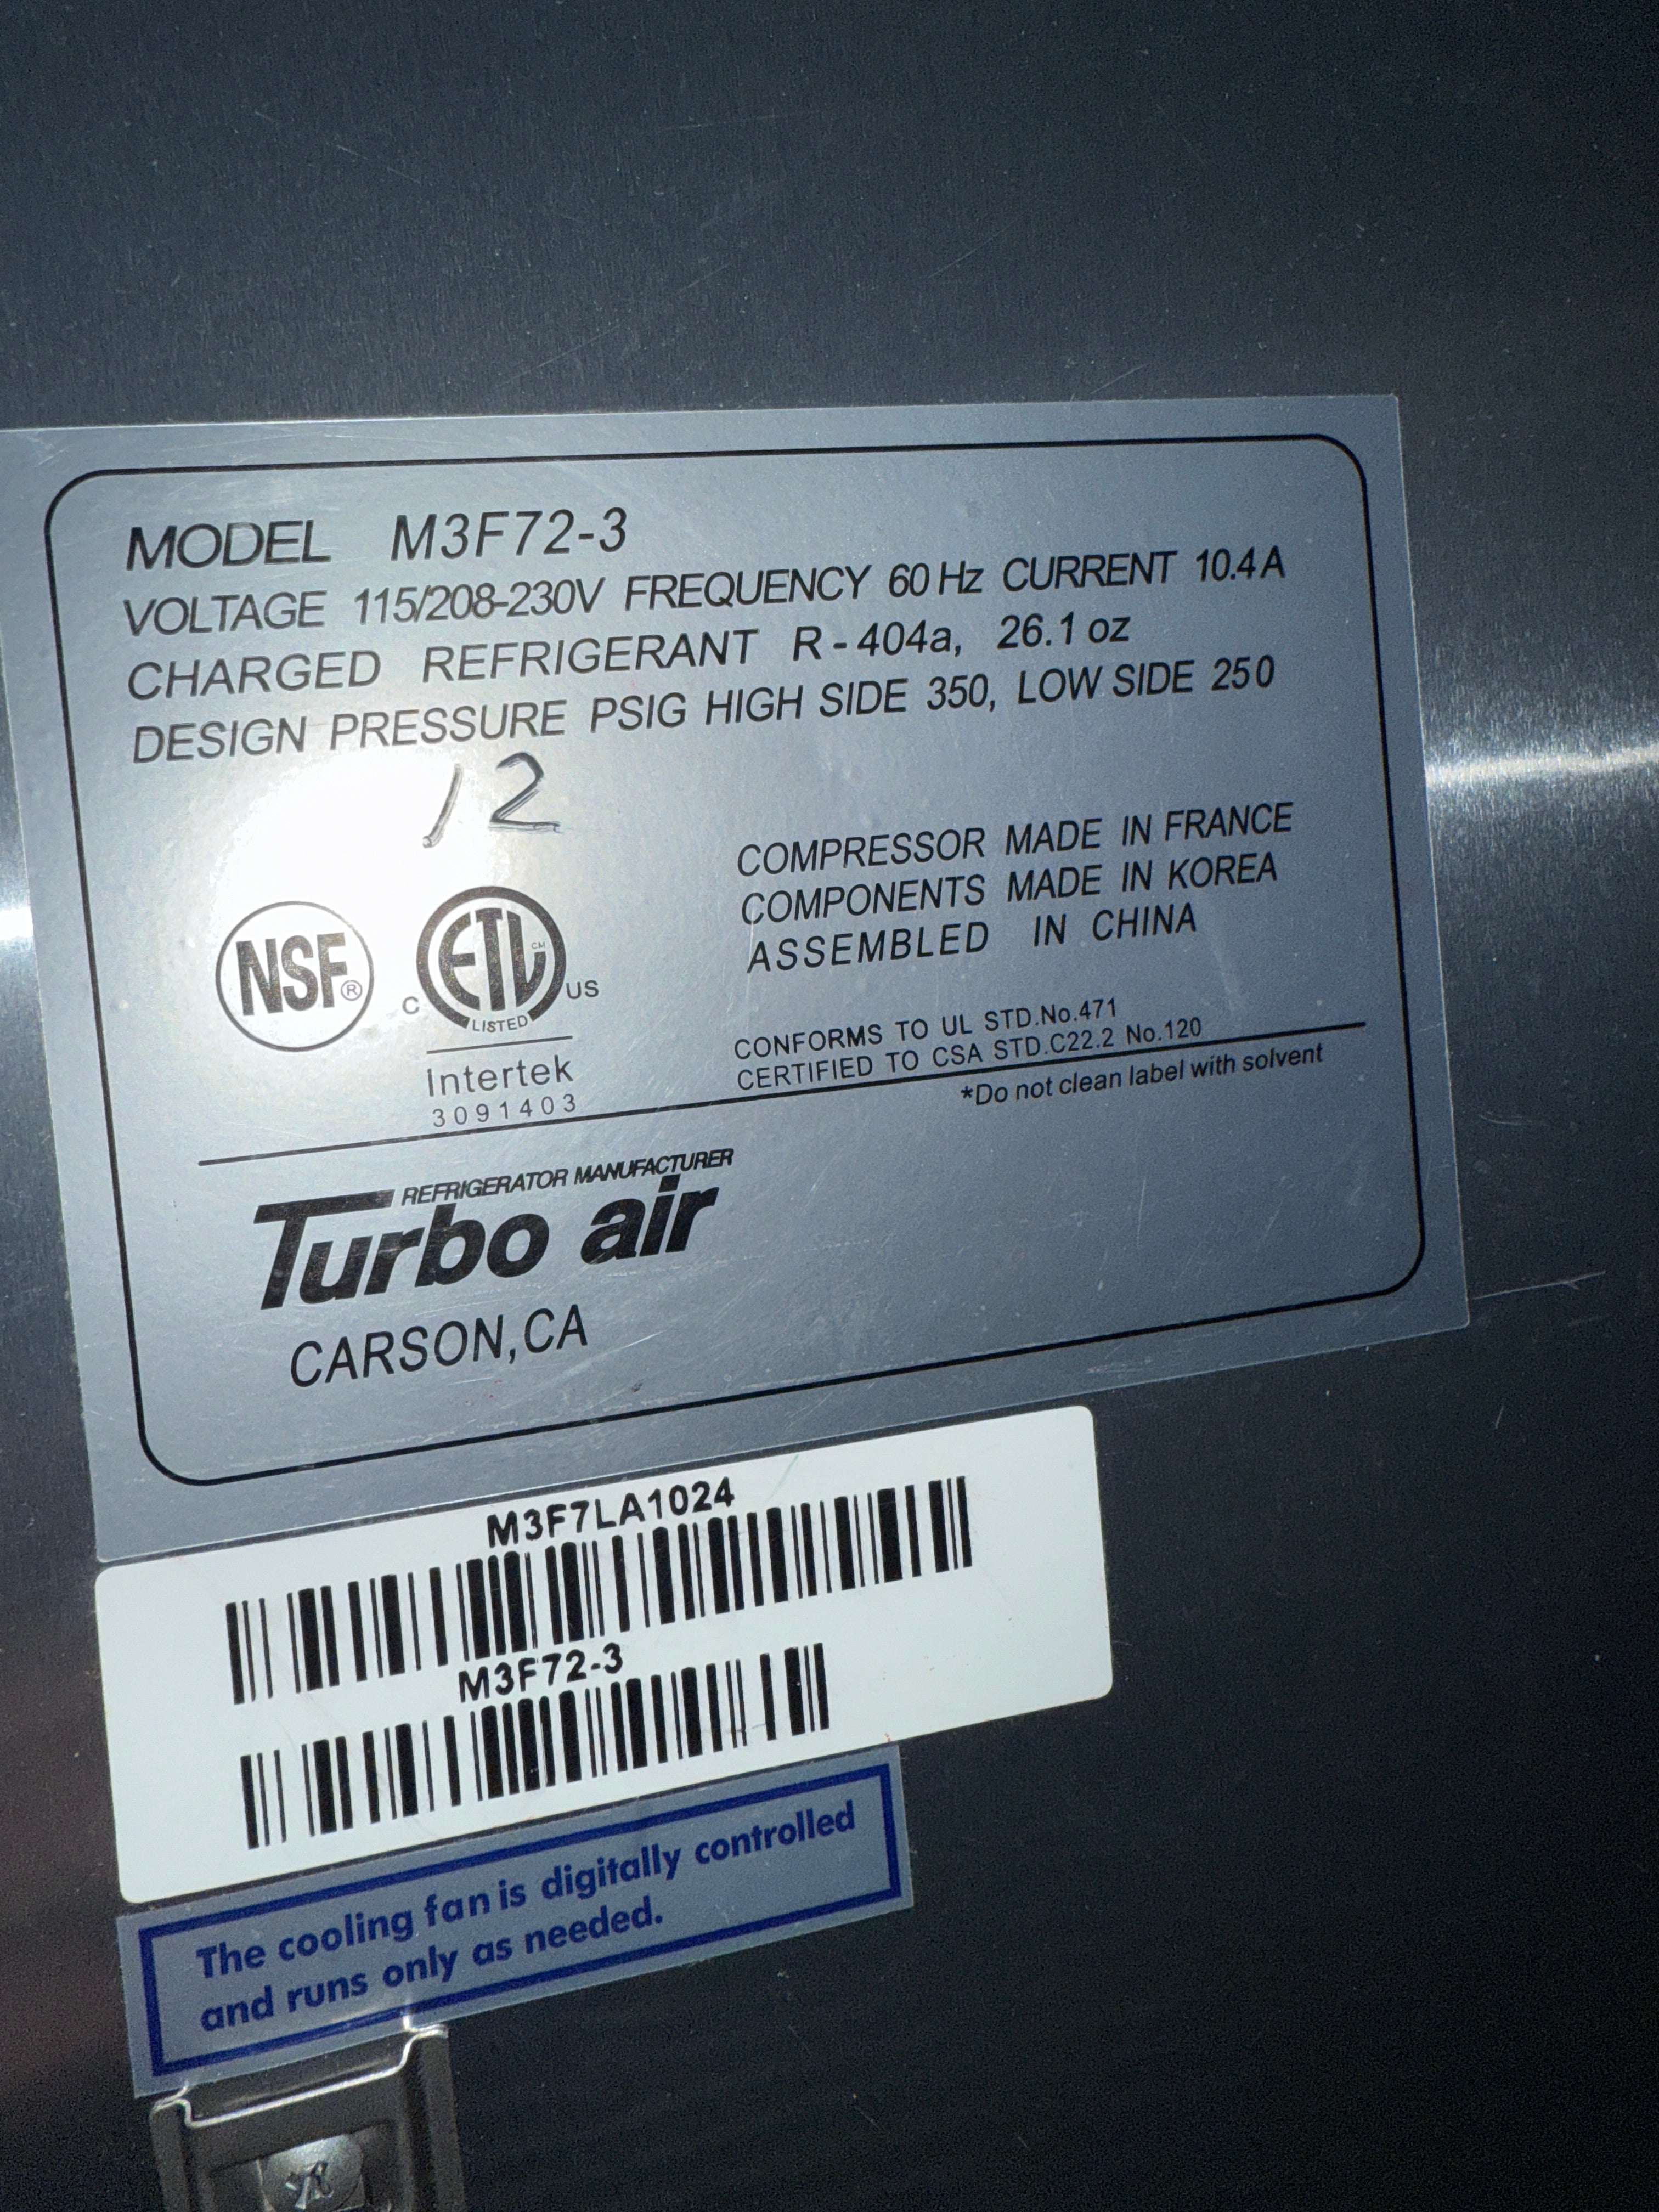 MODEL M3F72-3
VOLTAGE 115/208-230V FREQUENCY 60 Hz CURRENT 10.4 A
CHARGED REFRIGERANT R-404a, 26.1 oz
DESIGN PRESSURE PSIG HIGH SIDE 350, LOW SIDE 250
12
COMPRESSOR MADE IN FRANCE
COMPONENTS MADE IN KOREA
ASSEMBLED IN CHINA
NSF®
C ETL CM US
LISTED
Intertek
3091403
CONFORMS TO UL STD.No.471
CERTIFIED TO CSA STD.C22.2 No.120
*Do not clean label with solvent
REFRIGERATOR MANUFACTURER
Turbo air
CARSON,CA
M3F7LA1024
M3F72-3
The cooling fan is digitally controlled
and runs only as needed.